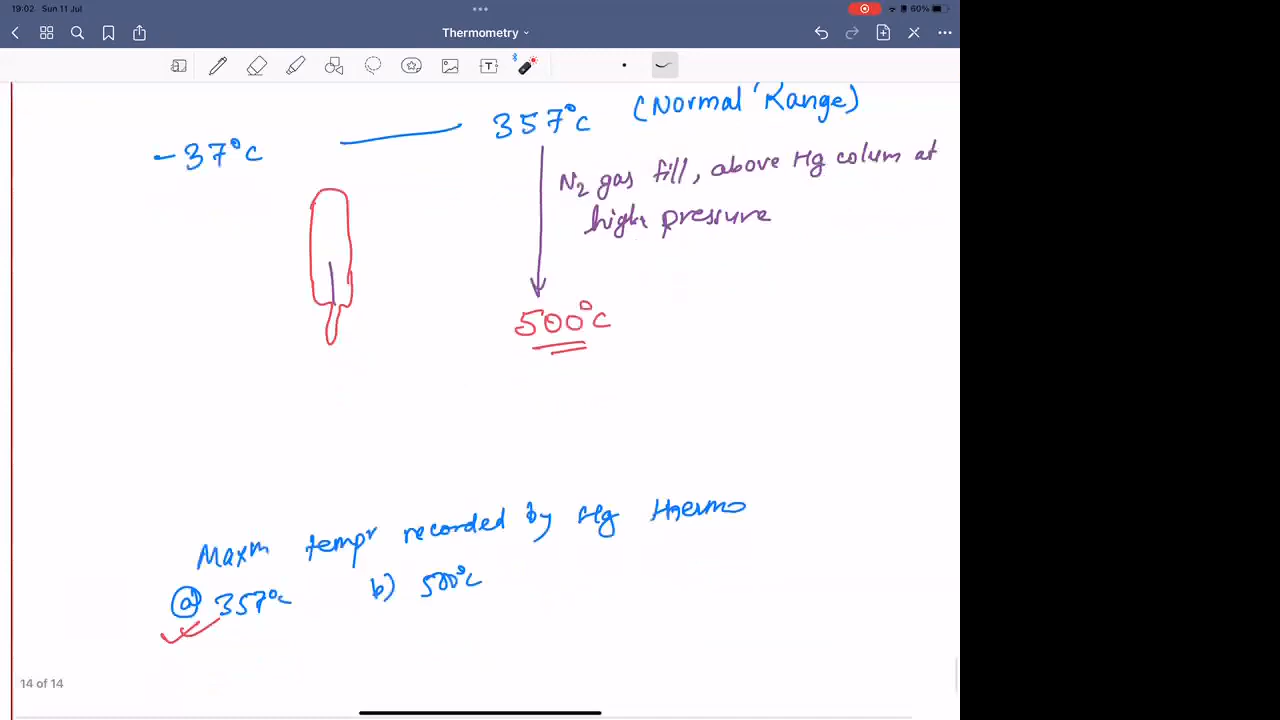 19:02 Sun 11 Jul
60%
Thermometry
T
-37°C — 357°C (Normal Range)
N₂ gas fill, above Hg colum at
high pressure
500°C
Maxm tempr recorded by Hg thermo
(a) 357°C b) 500°C
14 of 14